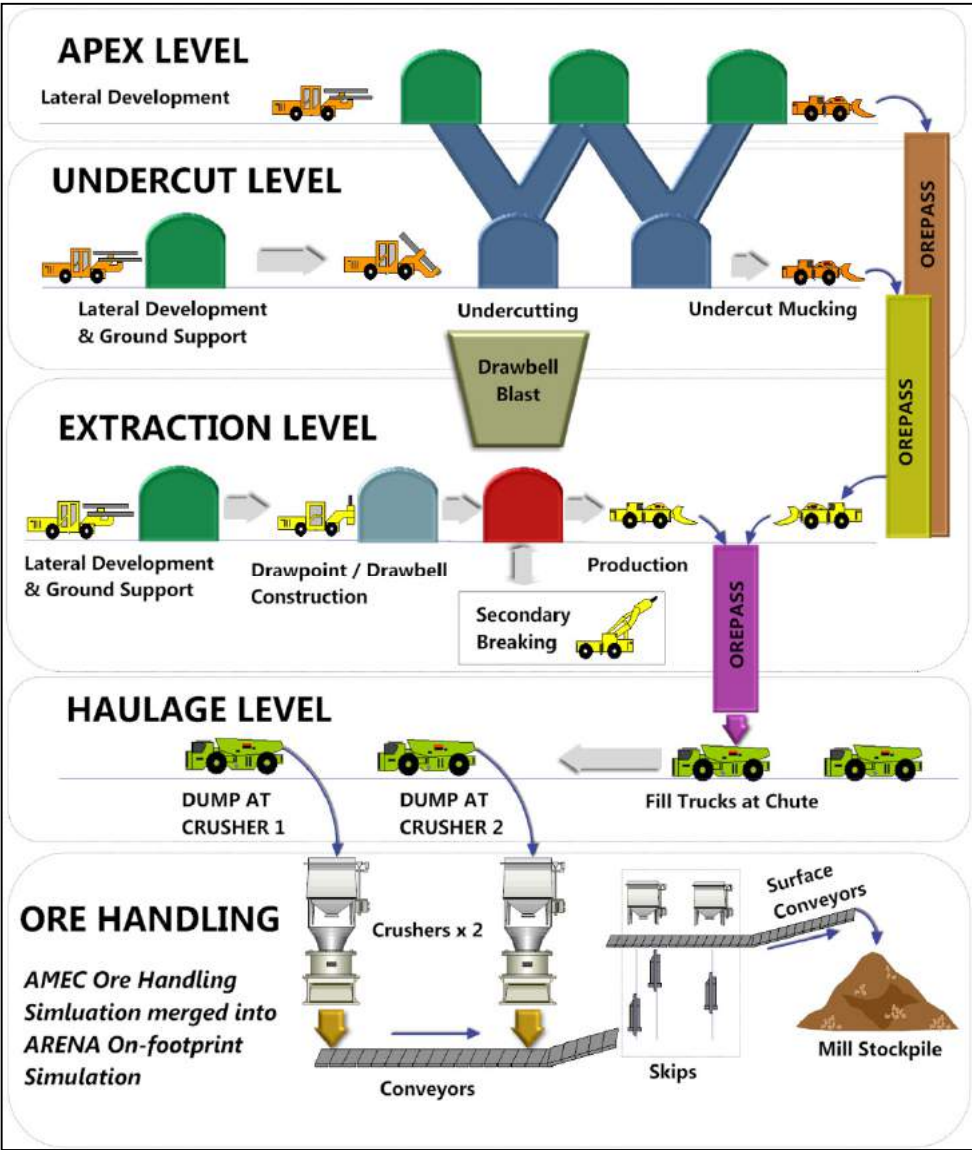 APEX LEVEL
Lateral Development
UNDERCUT LEVEL
OREPASS
Lateral Development
& Ground Support
Undercutting
Undercut Mucking
Drawbell
Blast
EXTRACTION LEVEL
OREPASS
Lateral Development
& Ground Support
Drawpoint / Drawbell
Construction
Production
Secondary
Breaking
OREPASS
HAULAGE LEVEL
DUMP AT
CRUSHER 1
DUMP AT
CRUSHER 2
Fill Trucks at Chute
ORE HANDLING
AMEC Ore Handling
Simluation merged into
ARENA On-footprint
Simulation
Crushers x 2
Conveyors
Skips
Surface
Conveyors
Mill Stockpile